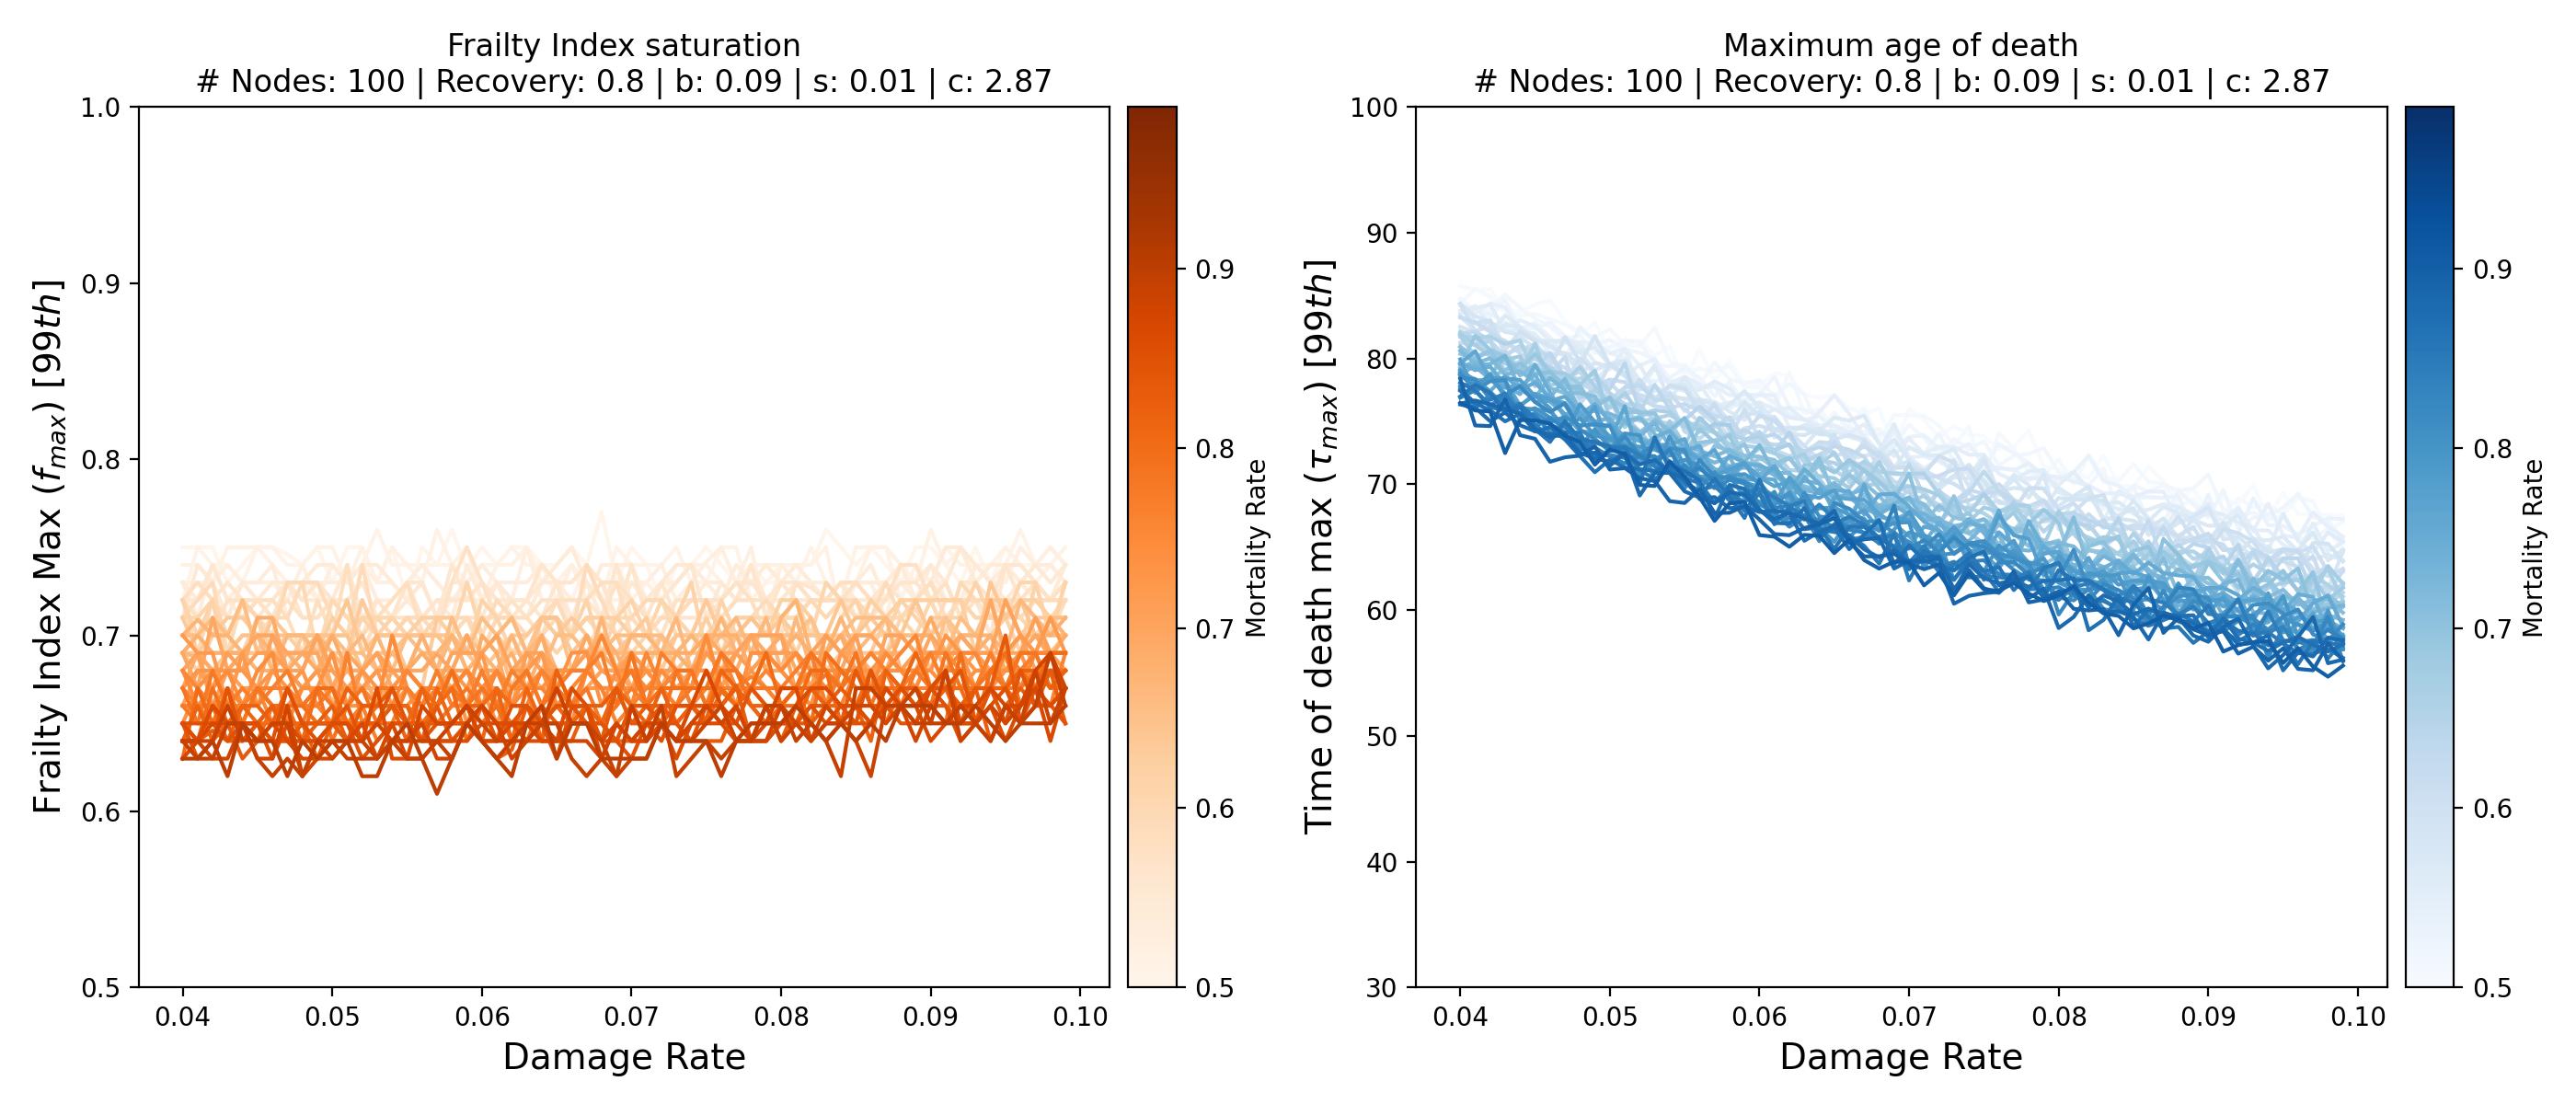 Frailty Index saturation
# Nodes: 100 | Recovery: 0.8 | b: 0.09 | s: 0.01 | c: 2.87
1.0
0.9
0.8
0.7
0.6
0.5
Frailty Index Max (f_max) [99th]
0.04 0.05 0.06 0.07 0.08 0.09 0.10
Damage Rate
0.9
0.8
0.7
0.6
0.5
Mortality Rate
Maximum age of death
# Nodes: 100 | Recovery: 0.8 | b: 0.09 | s: 0.01 | c: 2.87
100
90
80
70
60
50
40
30
Time of death max (τ_max) [99th]
0.04 0.05 0.06 0.07 0.08 0.09 0.10
Damage Rate
0.9
0.8
0.7
0.6
0.5
Mortality Rate